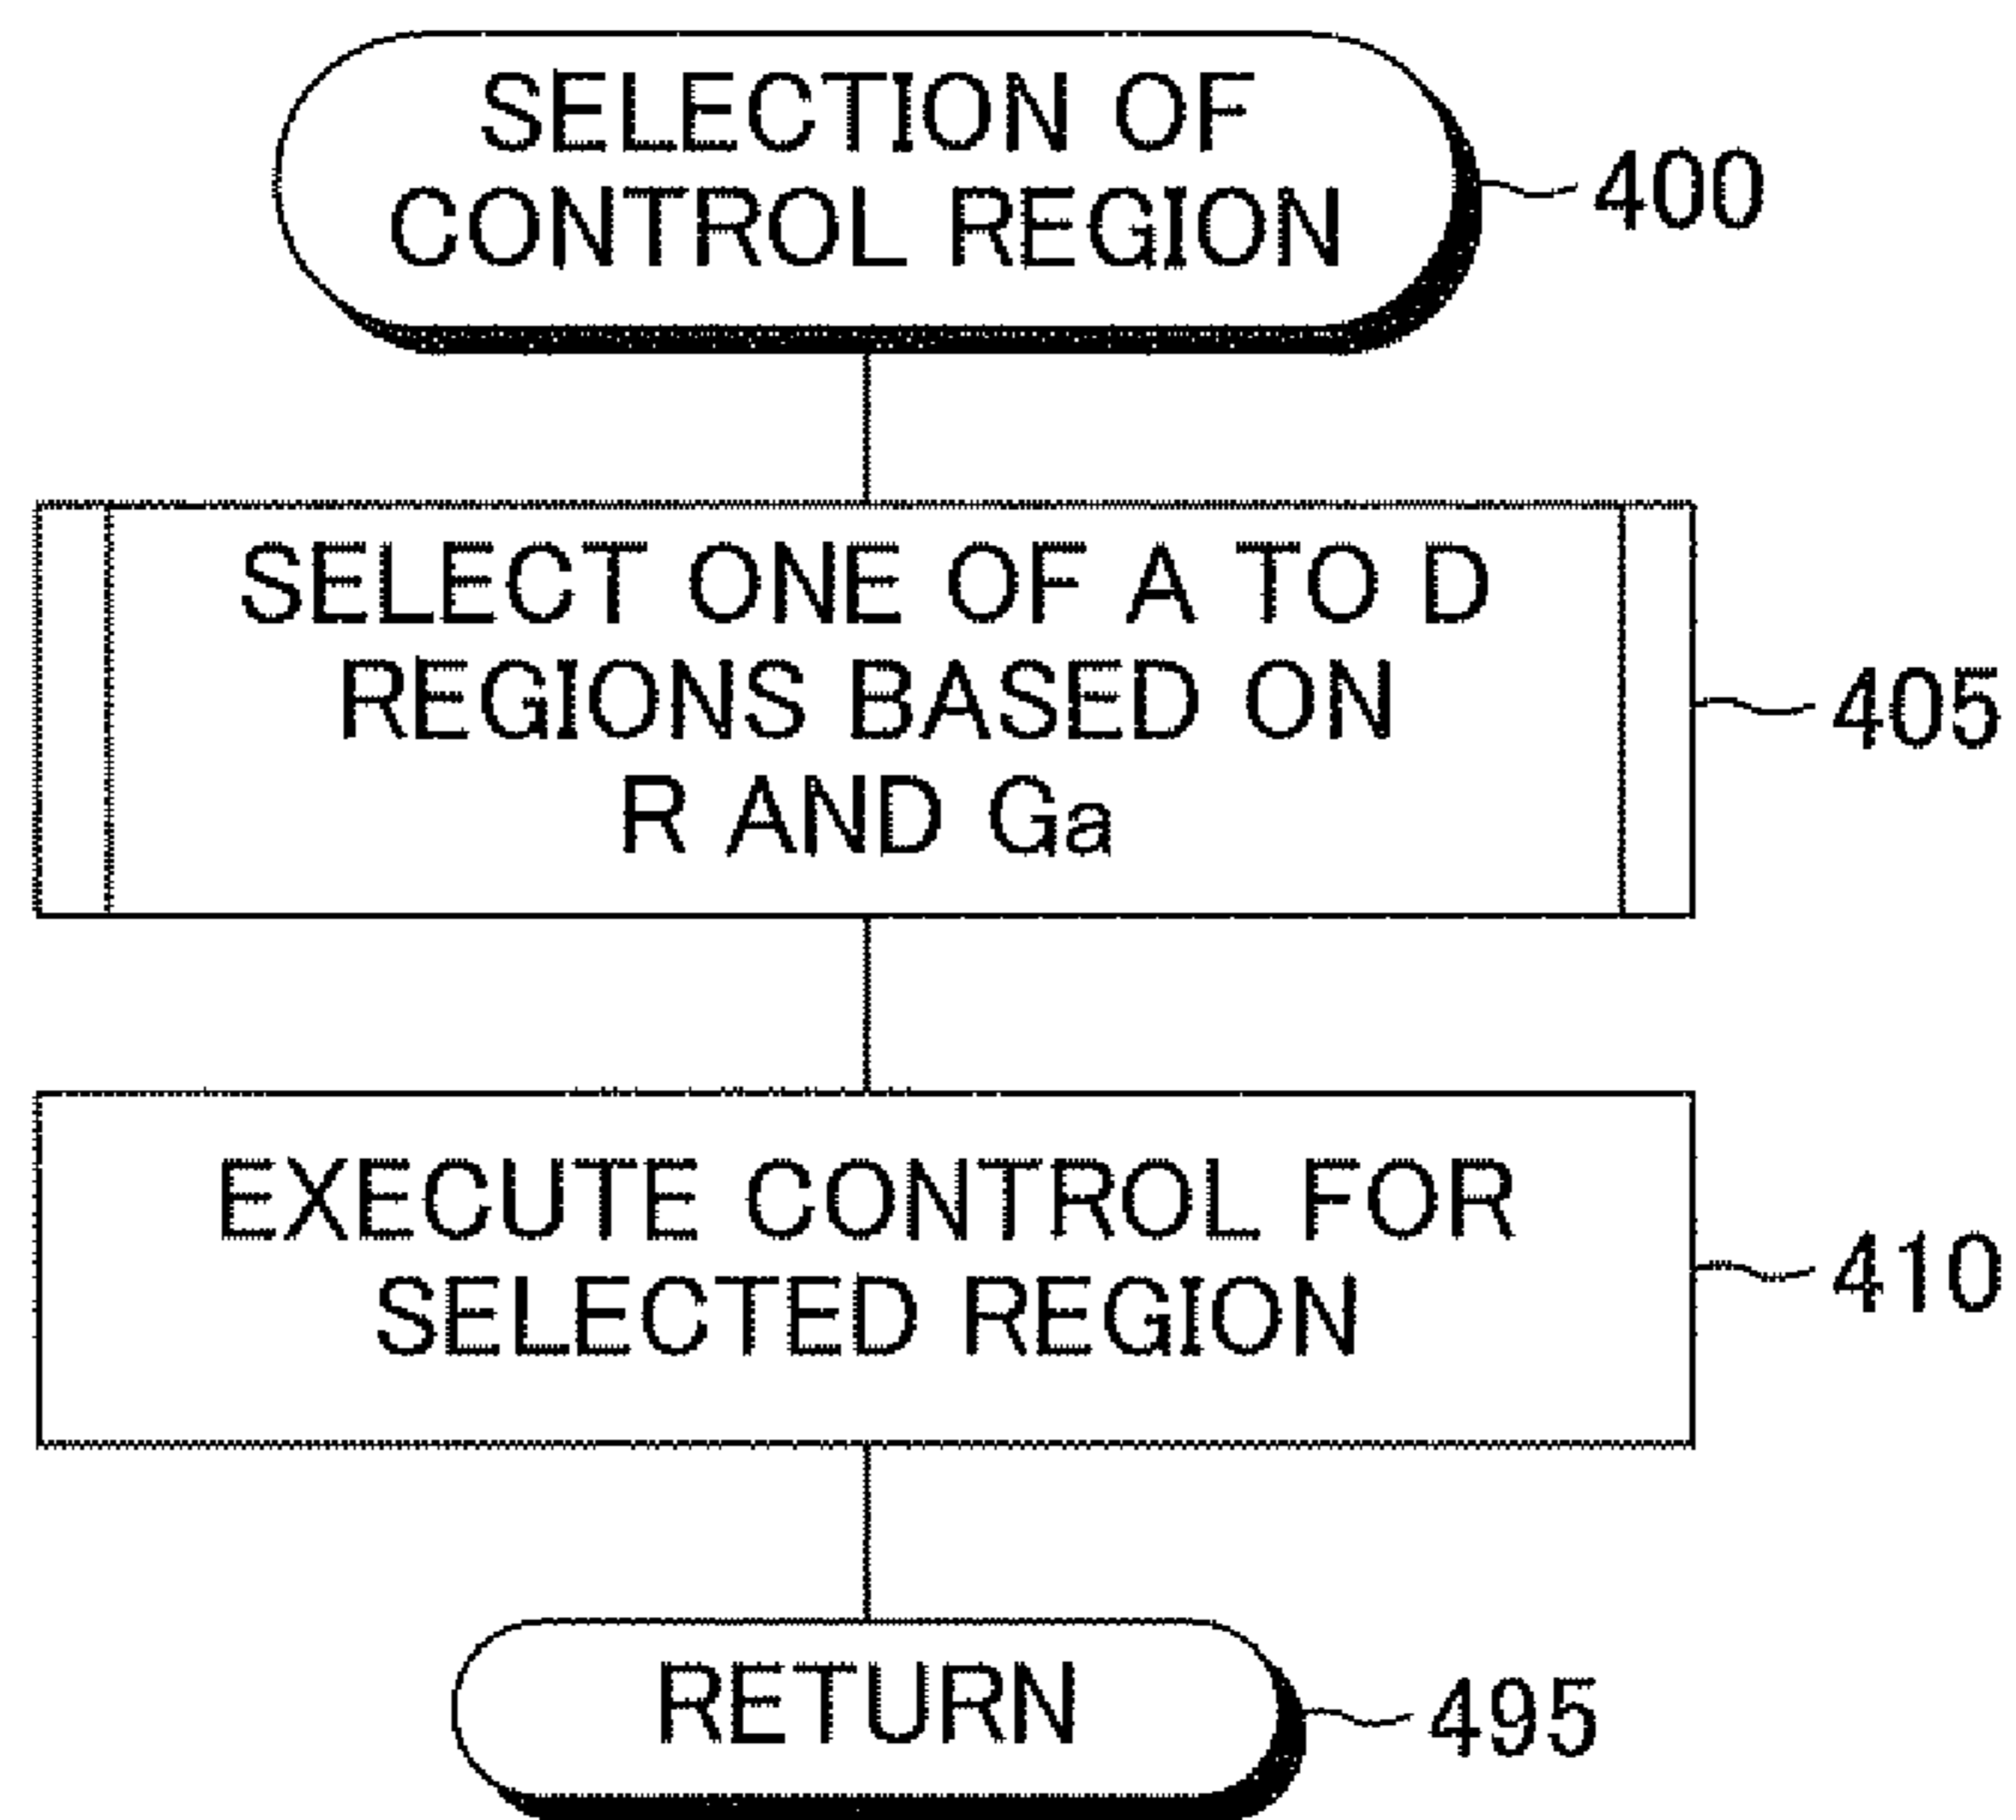 SELECTION OF
CONTROL REGION
400
SELECT ONE OF A TO D
REGIONS BASED ON
R AND Ga
405
EXECUTE CONTROL FOR
SELECTED REGION
410
RETURN
495